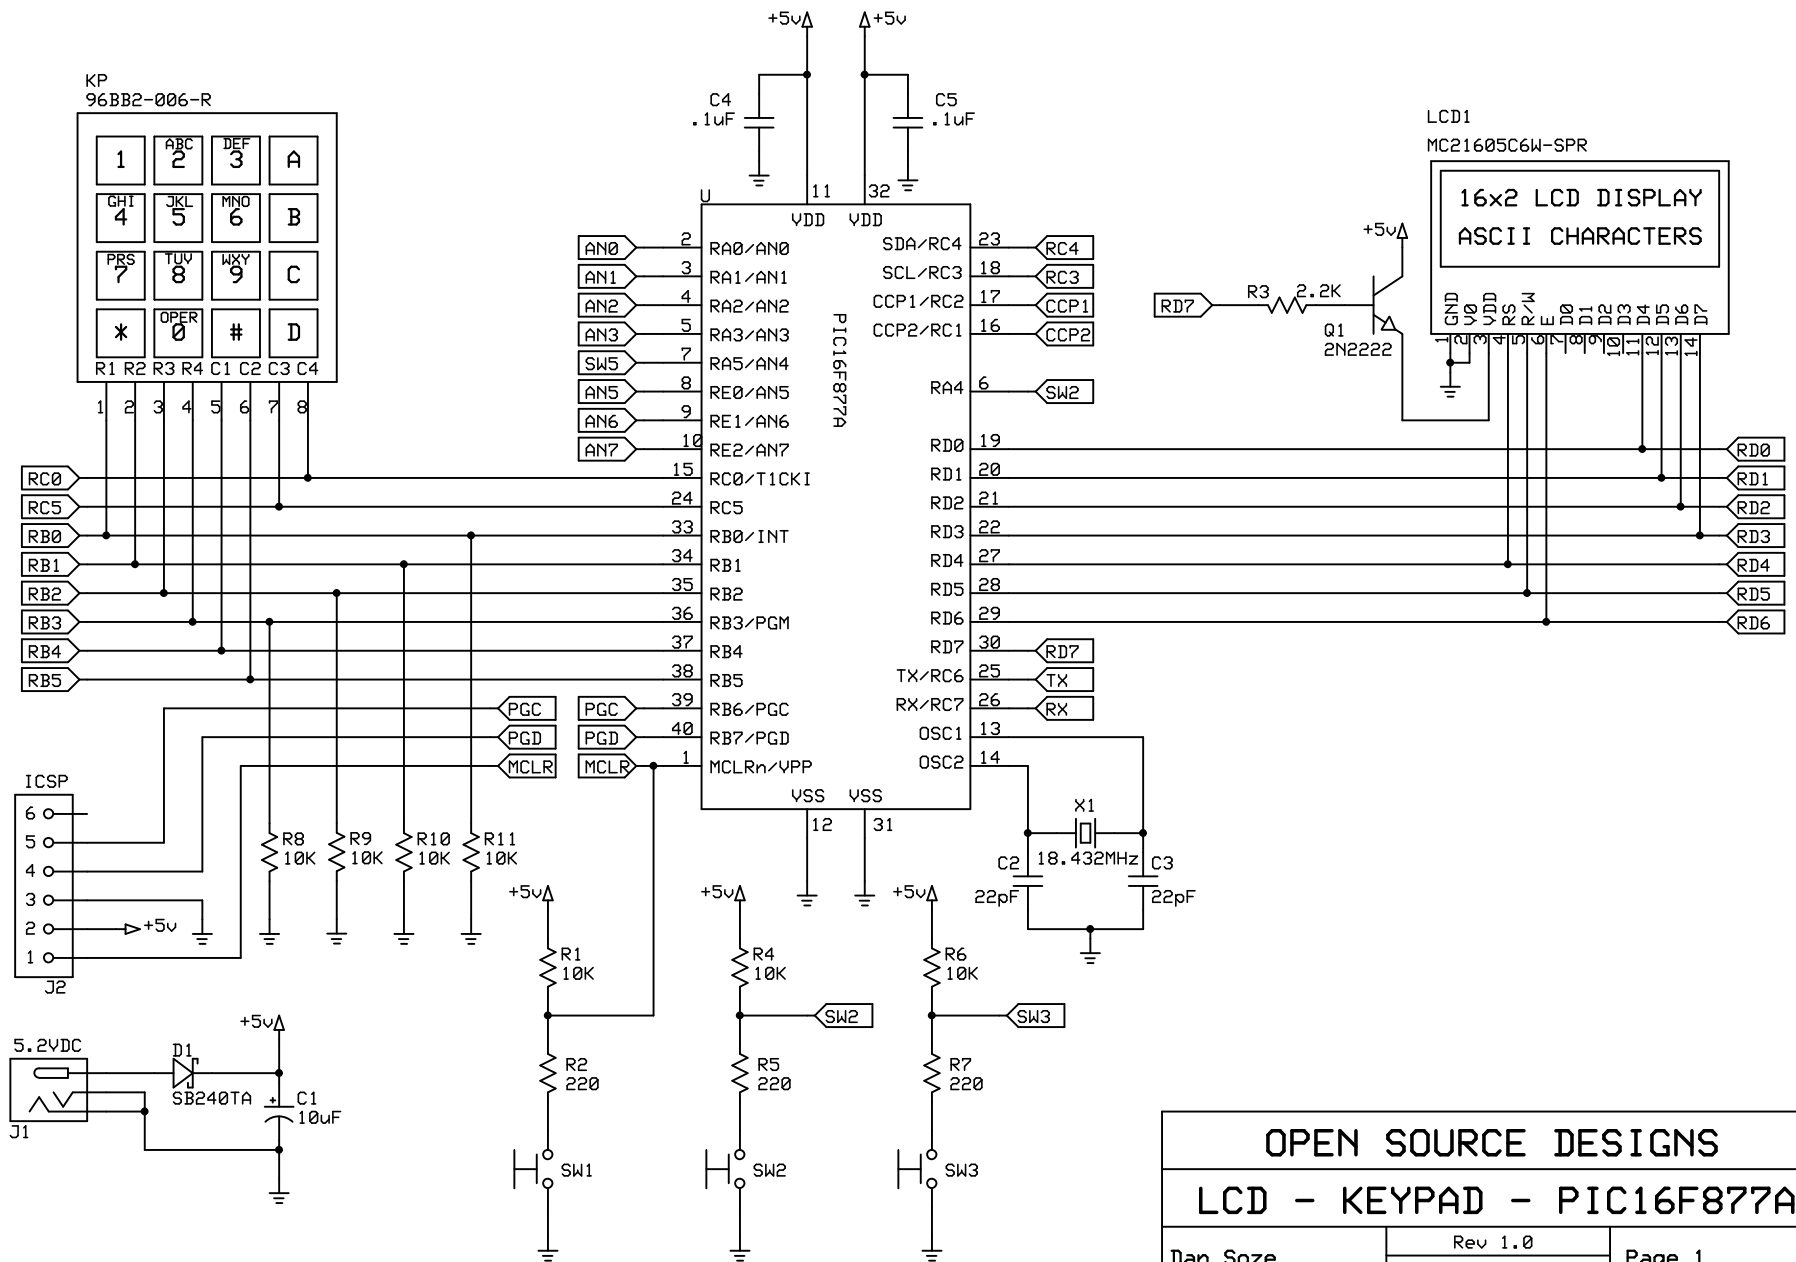 +5v
+5v
KP
96BB2-006-R
C4
.1uF
C5
.1uF
1
ABC
2
DEF
3
A
GHI
4
JKL
5
MNO
6
B
PRS
7
TUV
8
WXY
9
C
*
OPER
0
#
D
R1 R2 R3 R4 C1 C2 C3 C4
1 2 3 4 5 6 7 8
LCD1
MC21605C6W-SPR
16x2 LCD DISPLAY
ASCII CHARACTERS
GND V0 VDD RS R/W E D0 D1 D2 D3 D4 D5 D6 D7
1 2 3 4 5 6 7 8 9 10 11 12 13 14
+5v
RD7
R3 2.2K
Q1
2N2222
U
11 32
VDD VDD
PIC16F877A
AN0 2 RA0/AN0
AN1 3 RA1/AN1
AN2 4 RA2/AN2
AN3 5 RA3/AN3
SW5 7 RA5/AN4
AN5 8 RE0/AN5
AN6 9 RE1/AN6
AN7 10 RE2/AN7
RC0 15 RC0/T1CKI
RC5 24 RC5
RB0 33 RB0/INT
RB1 34 RB1
RB2 35 RB2
RB3 36 RB3/PGM
RB4 37 RB4
RB5 38 RB5
PGC PGC 39 RB6/PGC
PGD PGD 40 RB7/PGD
MCLR MCLR 1 MCLRn/VPP
SDA/RC4 23 RC4
SCL/RC3 18 RC3
CCP1/RC2 17 CCP1
CCP2/RC1 16 CCP2
RA4 6 SW2
RD0 19 RD0
RD1 20 RD1
RD2 21 RD2
RD3 22 RD3
RD4 27 RD4
RD5 28 RD5
RD6 29 RD6
RD7 30 RD7
TX/RC6 25 TX
RX/RC7 26 RX
OSC1 13
OSC2 14
VSS VSS
12 31
X1
18.432MHz
C2
22pF
C3
22pF
ICSP
6
5
4
3
2 +5v
1
J2
R8
10K
R9
10K
R10
10K
R11
10K
+5v
R1
10K
R2
220
SW1
+5v
R4
10K
SW2
R5
220
SW2
+5v
R6
10K
SW3
R7
220
SW3
5.2VDC
J1
D1
SB240TA
+5v
+
C1
10uF
OPEN SOURCE DESIGNS
LCD - KEYPAD - PIC16F877A
Dan Soze
Rev 1.0
Page 1